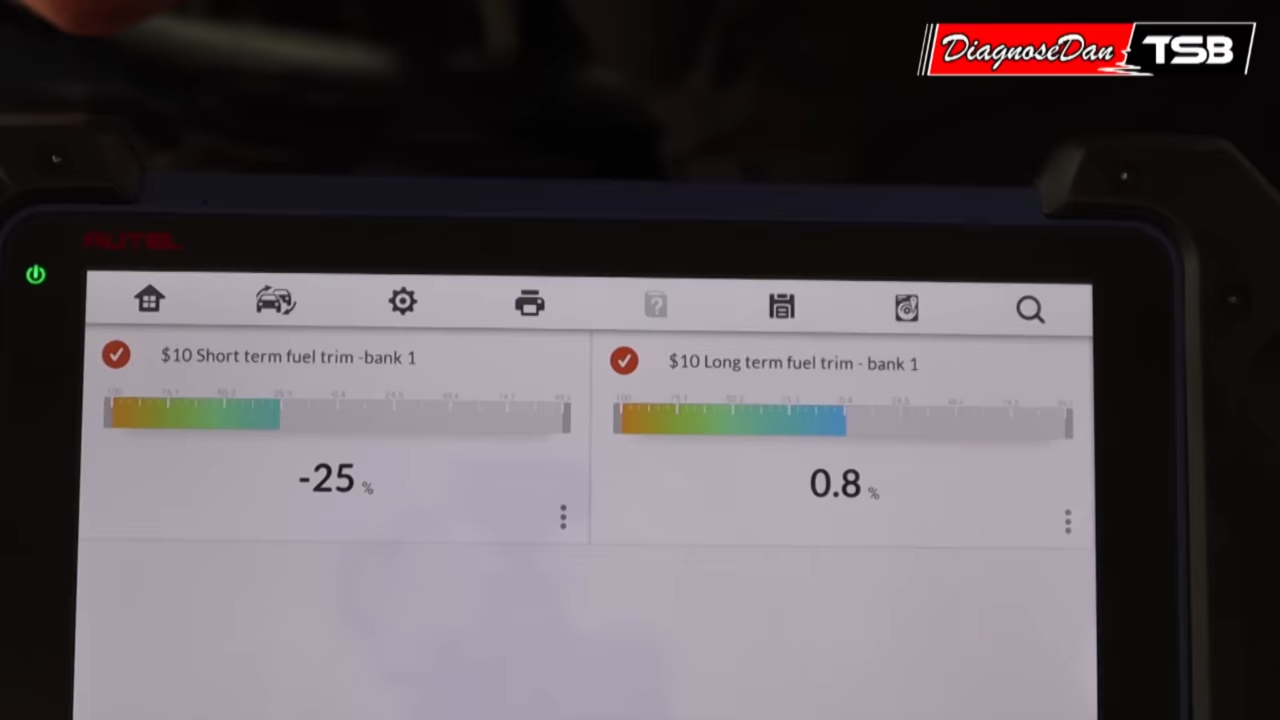 DiagnoseDan TSB
AUTEL
$10 Short term fuel trim -bank 1
$10 Long term fuel trim - bank 1
-25 %
0.8 %